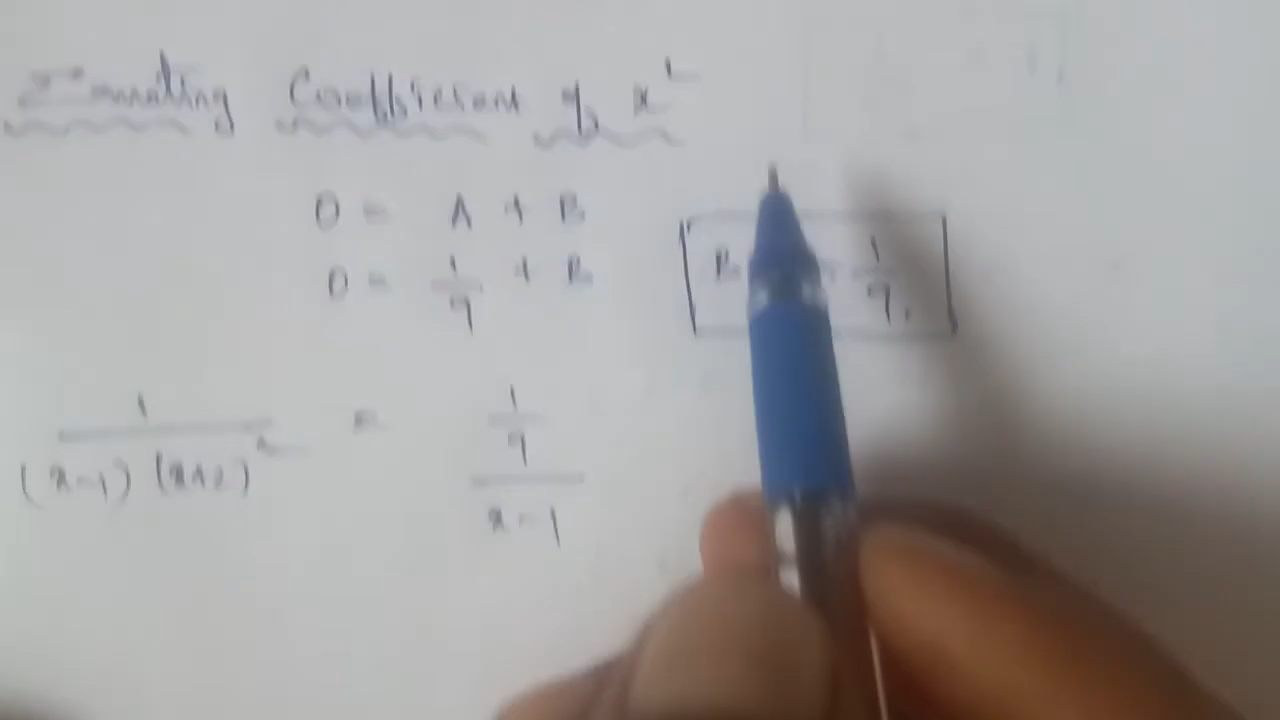 Equating Coefficient of x²
0 = A + B
0 = 1/9 + B
B = - 1/9
1/((x-1)(x+2)²) = (1/9)/(x-1)